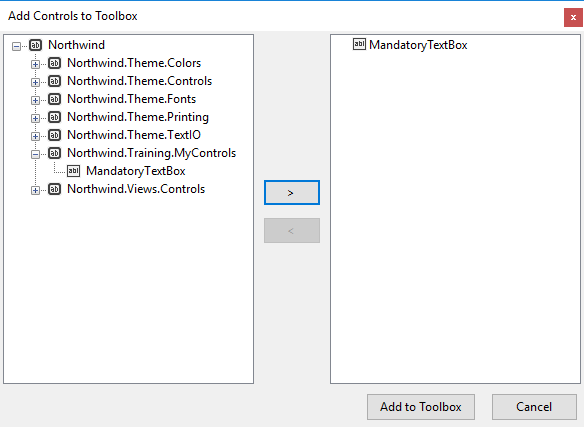 Add Controls to Toolbox
x
Northwind
Northwind.Theme.Colors
Northwind.Theme.Controls
Northwind.Theme.Fonts
Northwind.Theme.Printing
Northwind.Theme.TextIO
Northwind.Training.MyControls
MandatoryTextBox
Northwind.Views.Controls
>
<
MandatoryTextBox
Add to Toolbox
Cancel